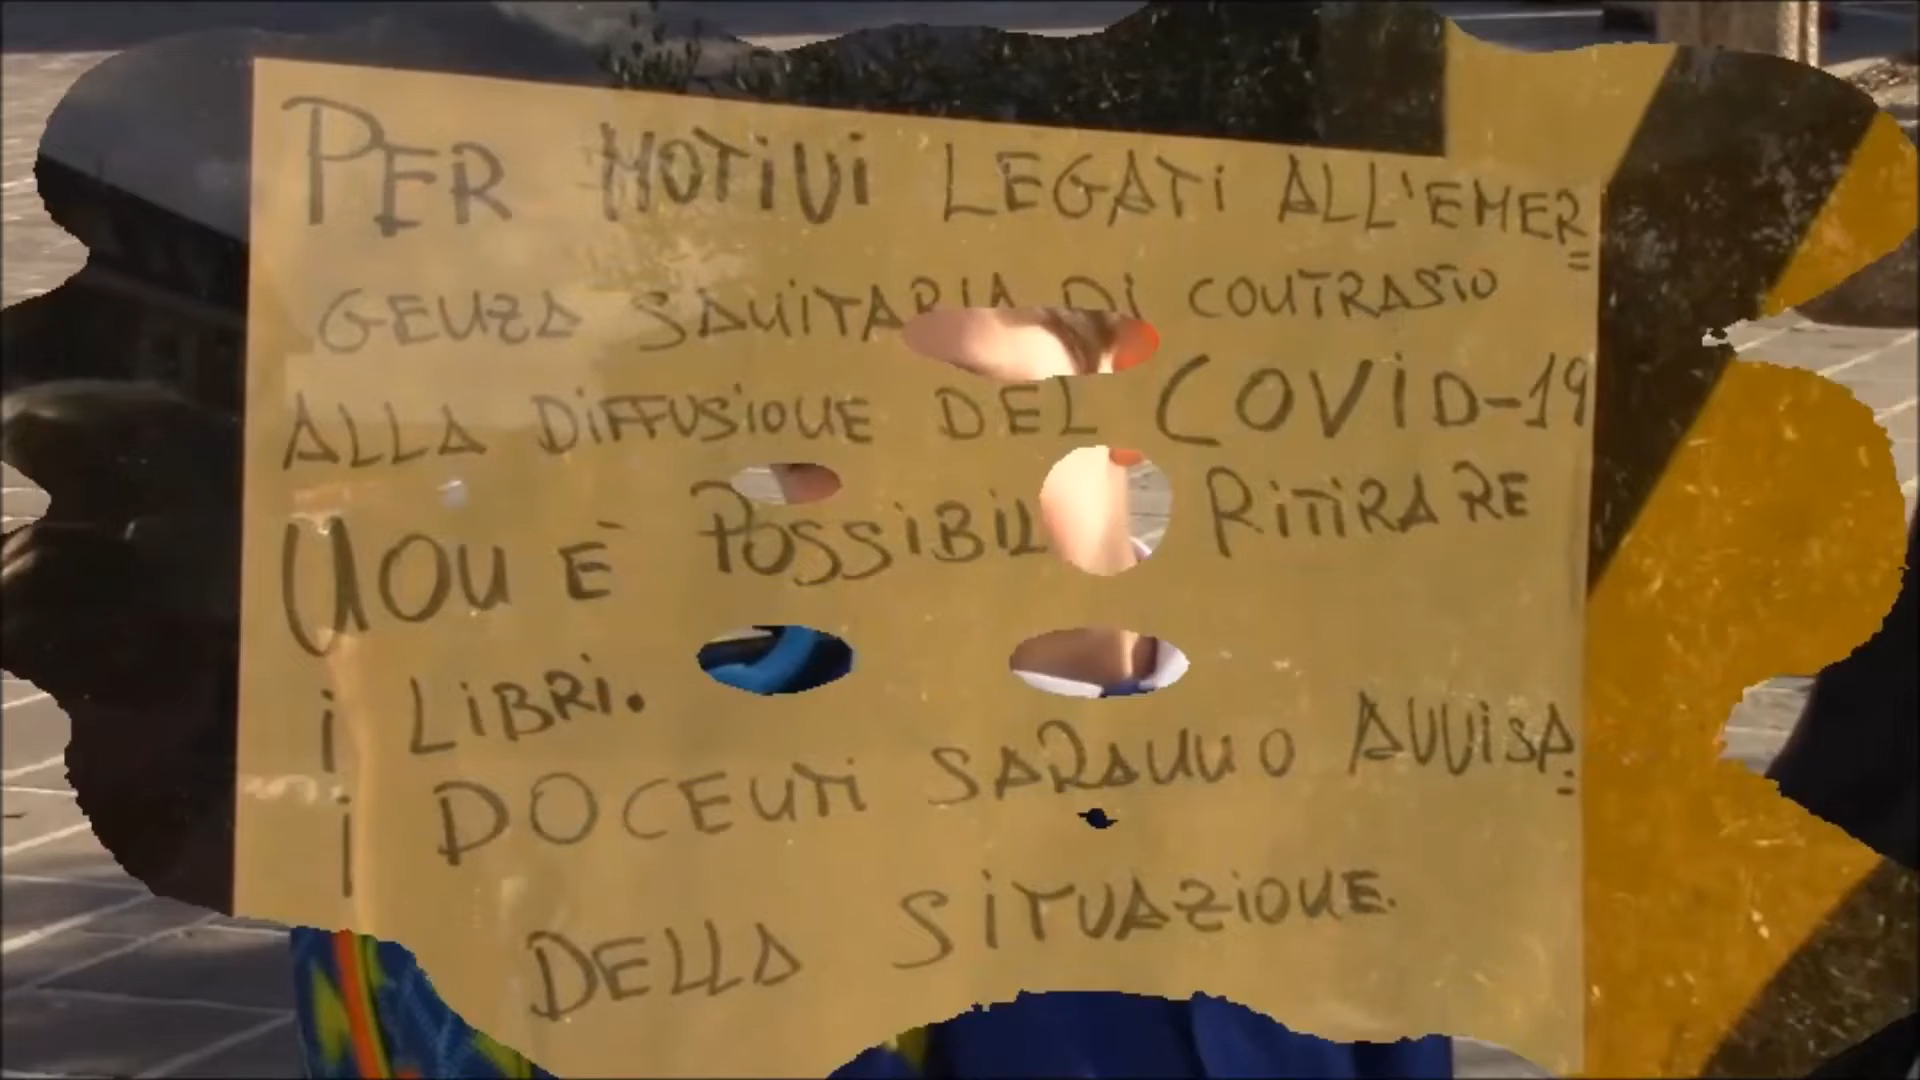 PER MOTIVI LEGATI ALL'EMER
GENZA SANITARIA DI CONTRASTO
ALLA DIFFUSIONE DEL COVID-19
NON È POSSIBIL RITIRARE
i LIBRI.
i DOCENTI SARANNO AVVISA
DELLA SITUAZIONE.